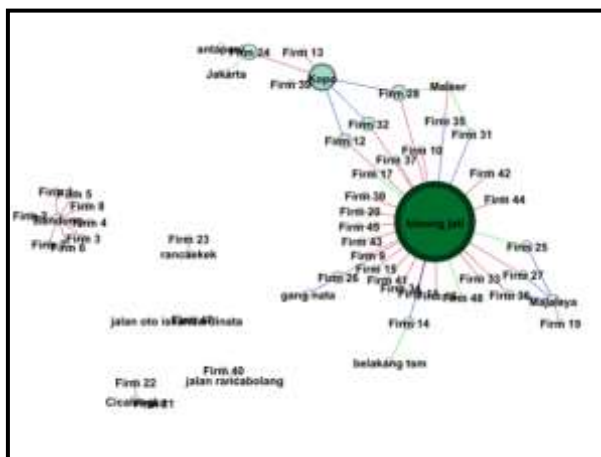 antapani
Firm 24
Firm 13
Jakarta
Kopo
Firm 39
Firm 28
Maleer
Firm 32
Firm 35
Firm 31
Firm 12
Firm 10
Firm 37
Firm 17
Firm 42
Firm 44
Firm 30
Firm 20
Firm 45
Firm 43
Firm 9
Firm 15
Firm 41
Firm 26
gang nata
Firm 25
Firm 27
Firm 33
Firm 36
Firm 48
Majalaya
Firm 19
Firm 14
belakang tsm
Firm 5
Firm 8
Firm 4
Firm 3
Firm 6
Firm 23
rancaekek
jalan oto
Firm 40
jalan rancabolang
Firm 22